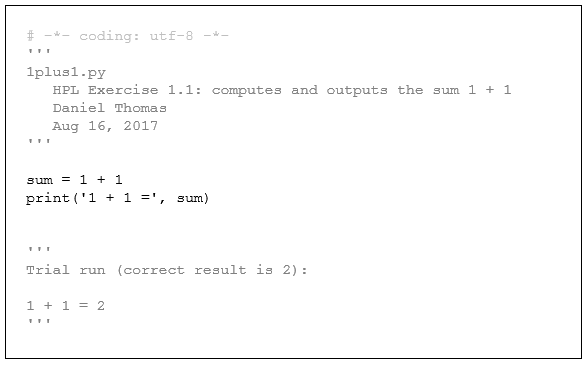 # -*- coding: utf-8 -*-
'''
1plus1.py
   HPL Exercise 1.1: computes and outputs the sum 1 + 1
   Daniel Thomas
   Aug 16, 2017
'''
sum = 1 + 1
print('1 + 1 =', sum)
'''
Trial run (correct result is 2):
1 + 1 = 2
'''